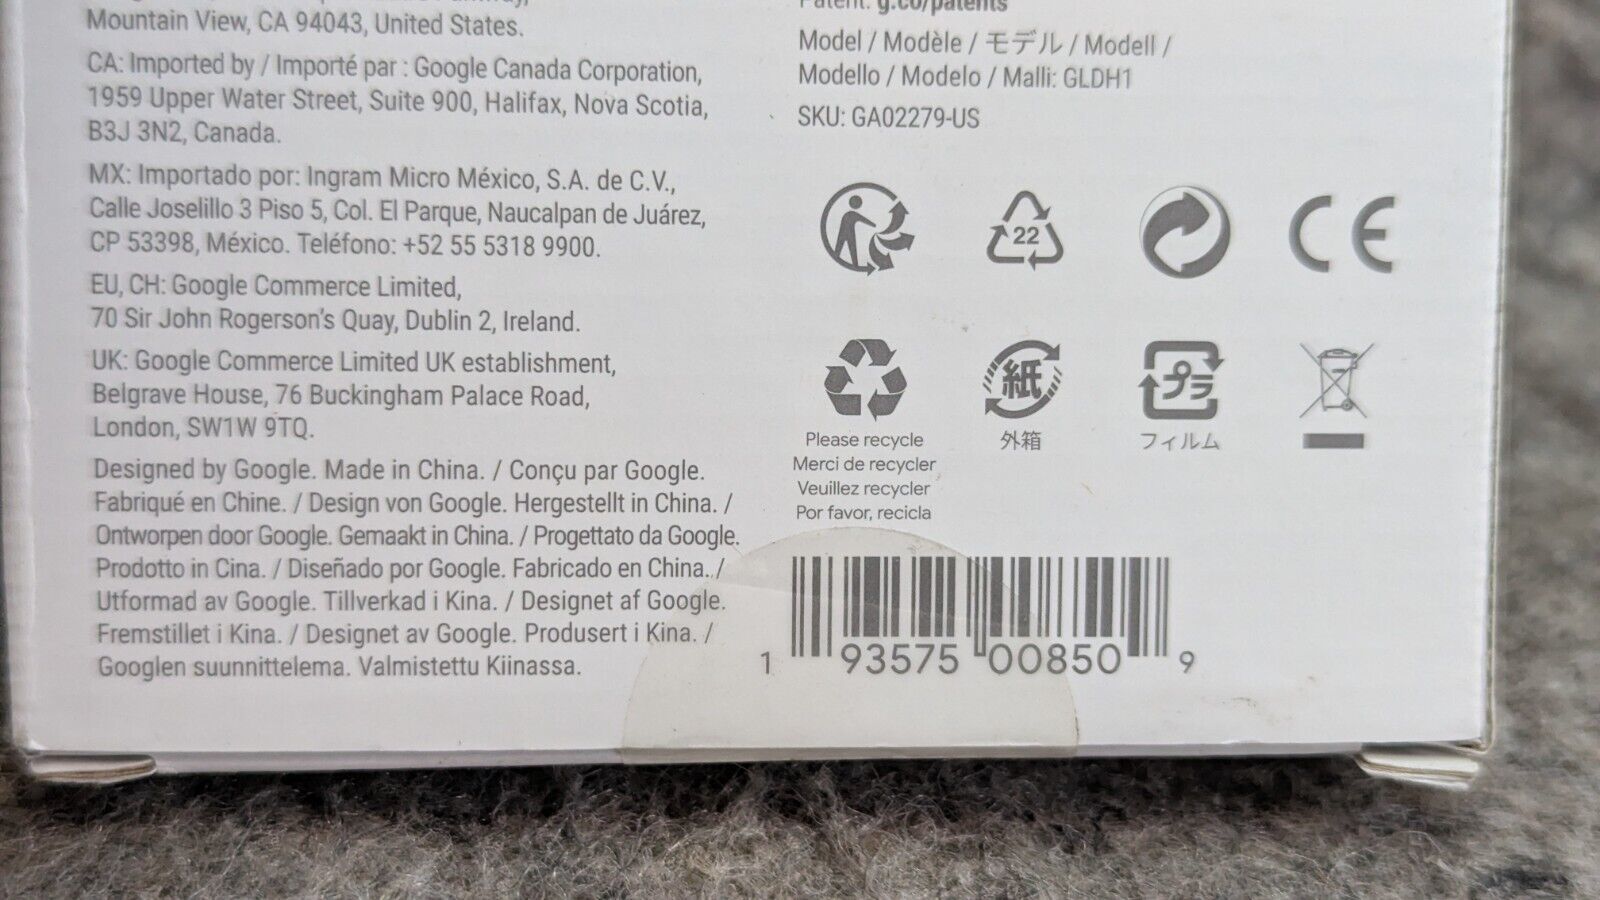 Mountain View, CA 94043, United States.
CA: Imported by / Importé par : Google Canada Corporation,
1959 Upper Water Street, Suite 900, Halifax, Nova Scotia,
B3J 3N2, Canada.
MX: Importado por: Ingram Micro México, S.A. de C.V.,
Calle Joselillo 3 Piso 5, Col. El Parque, Naucalpan de Juárez,
CP 53398, México. Teléfono: +52 55 5318 9900.
EU, CH: Google Commerce Limited,
70 Sir John Rogerson's Quay, Dublin 2, Ireland.
UK: Google Commerce Limited UK establishment,
Belgrave House, 76 Buckingham Palace Road,
London, SW1W 9TQ.
Designed by Google. Made in China. / Conçu par Google.
Fabriqué en Chine. / Design von Google. Hergestellt in China. /
Ontworpen door Google. Gemaakt in China. / Progettato da Google.
Prodotto in Cina. / Diseñado por Google. Fabricado en China. /
Utformad av Google. Tillverkad i Kina. / Designet af Google.
Fremstillet i Kina. / Designet av Google. Produsert i Kina. /
Googlen suunnittelema. Valmistettu Kiinassa.
Patent: g.co/patents
Model / Modèle / モデル / Modell /
Modello / Modelo / Malli: GLDH1
SKU: GA02279-US
22
CE
紙
プラ
Please recycle
Merci de recycler
Veuillez recycler
Por favor, recicla
外箱
フィルム
1 93575 00850 9